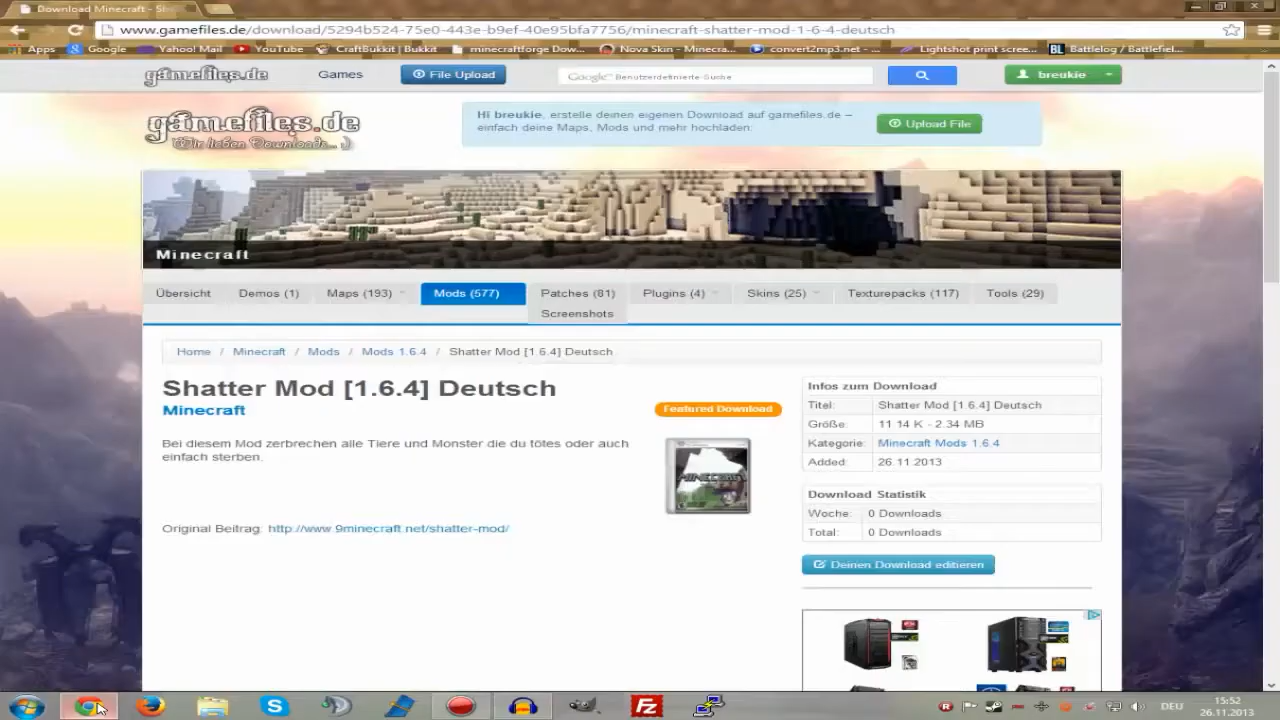 Download Minecraft - Sha
www.gamefiles.de/download/5294b524-75e0-443e-b9ef-40e95bfa7756/minecraft-shatter-mod-1-6-4-deutsch
Apps Google Yahoo! Mail YouTube CraftBukkit | Bukkit minecraftforge Dow... Nova Skin - Minecra... convert2mp3.net - ... Lightshot print scree... BL Battlelog / Battlefiel...
gamefiles.de Games File Upload Google™ Benutzerdefinierte Suche breukie
gamefiles.de
Wir lieben Downloads... ;)
Hi breukie, erstelle deinen eigenen Download auf gamefiles.de –
einfach deine Maps, Mods und mehr hochladen:
Upload File
Minecraft
Übersicht Demos (1) Maps (193) Mods (577) Patches (81) Plugins (4) Skins (25) Texturepacks (117) Tools (29)
Screenshots
Home / Minecraft / Mods / Mods 1.6.4 / Shatter Mod [1.6.4] Deutsch
Shatter Mod [1.6.4] Deutsch
Minecraft
Featured Download
Bei diesem Mod zerbrechen alle Tiere und Monster die du tötes oder auch
einfach sterben.
MINECRAFT
Original Beitrag: http://www.9minecraft.net/shatter-mod/
Infos zum Download
Titel: Shatter Mod [1.6.4] Deutsch
Größe: 11.14 K - 2.34 MB
Kategorie: Minecraft Mods 1.6.4
Added: 26.11.2013
Download Statistik
Woche: 0 Downloads
Total: 0 Downloads
Deinen Download editieren
DEU
15:52
26.11.2013